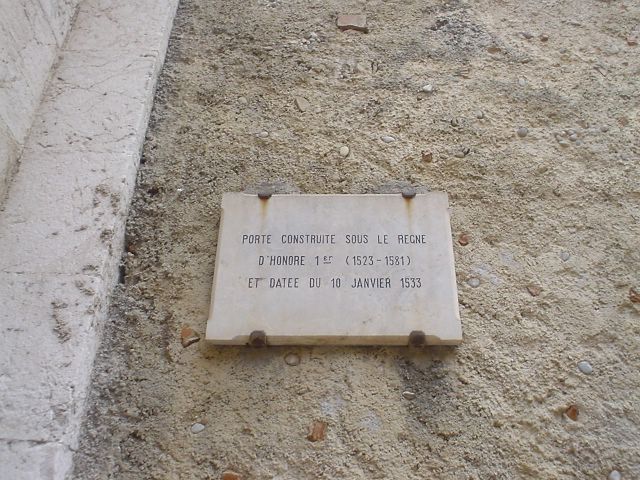 PORTE CONSTRUITE SOUS LE REGNE
D'HONORE 1er (1523-1581)
ET DATEE DU 10 JANVIER 1533